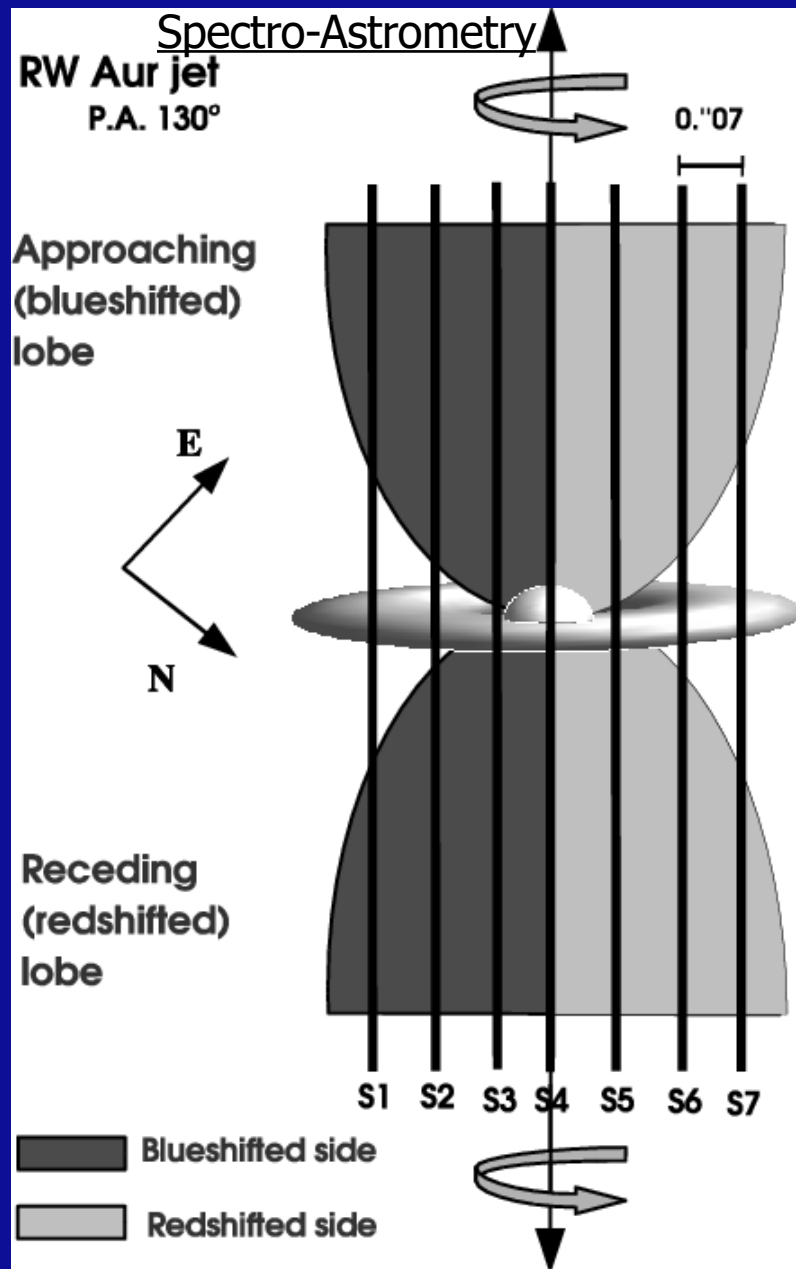 Spectro-Astrometry
RW Aur jet
P.A. 130°
0."07
Approaching
(blueshifted)
lobe
E
N
Receding
(redshifted)
lobe
S1 S2 S3 S4 S5 S6 S7
Blueshifted side
Redshifted side